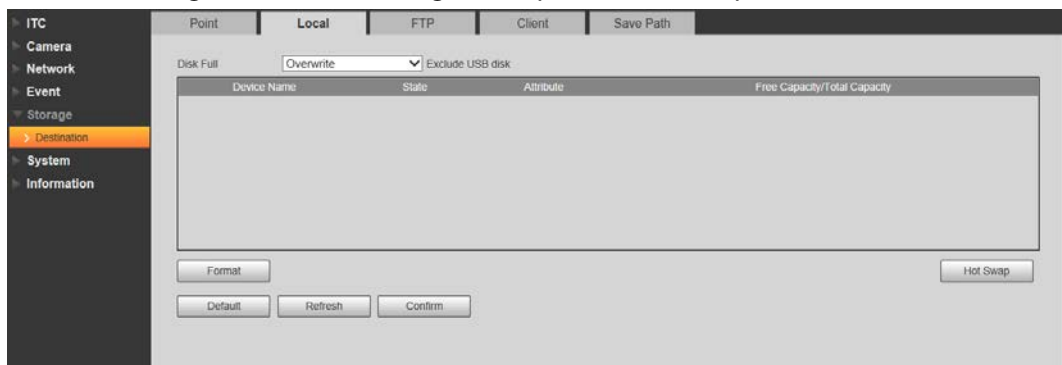 ITC
Camera
Network
Event
Storage
Destination
System
Information
Point Local FTP Client Save Path
Disk Full Overwrite Exclude USB disk
Device Name State Attribute Free Capacity/Total Capacity
Format Hot Swap
Default Refresh Confirm